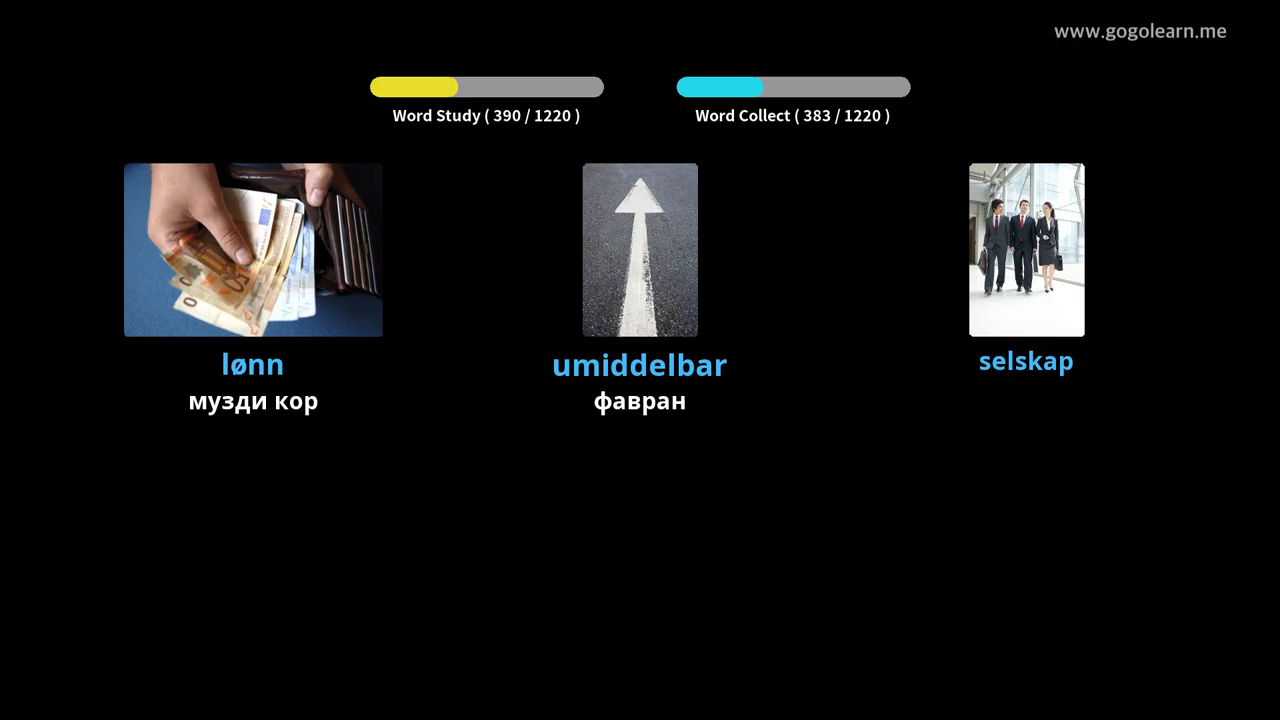 www.gogolearn.me
Word Study ( 390 / 1220 )
Word Collect ( 383 / 1220 )
lønn
umiddelbar
selskap
музди кор
фавран